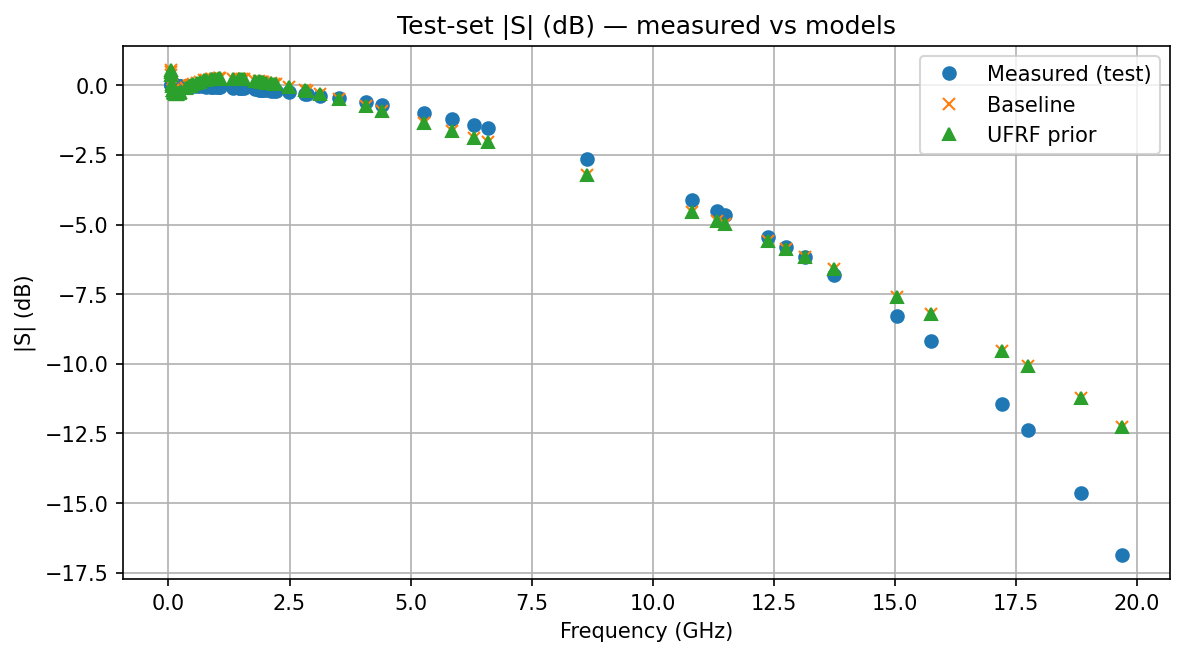 Test-set |S| (dB) — measured vs models
Measured (test)
Baseline
UFRF prior
|S| (dB)
0.0
−2.5
−5.0
−7.5
−10.0
−12.5
−15.0
−17.5
0.0 2.5 5.0 7.5 10.0 12.5 15.0 17.5 20.0
Frequency (GHz)